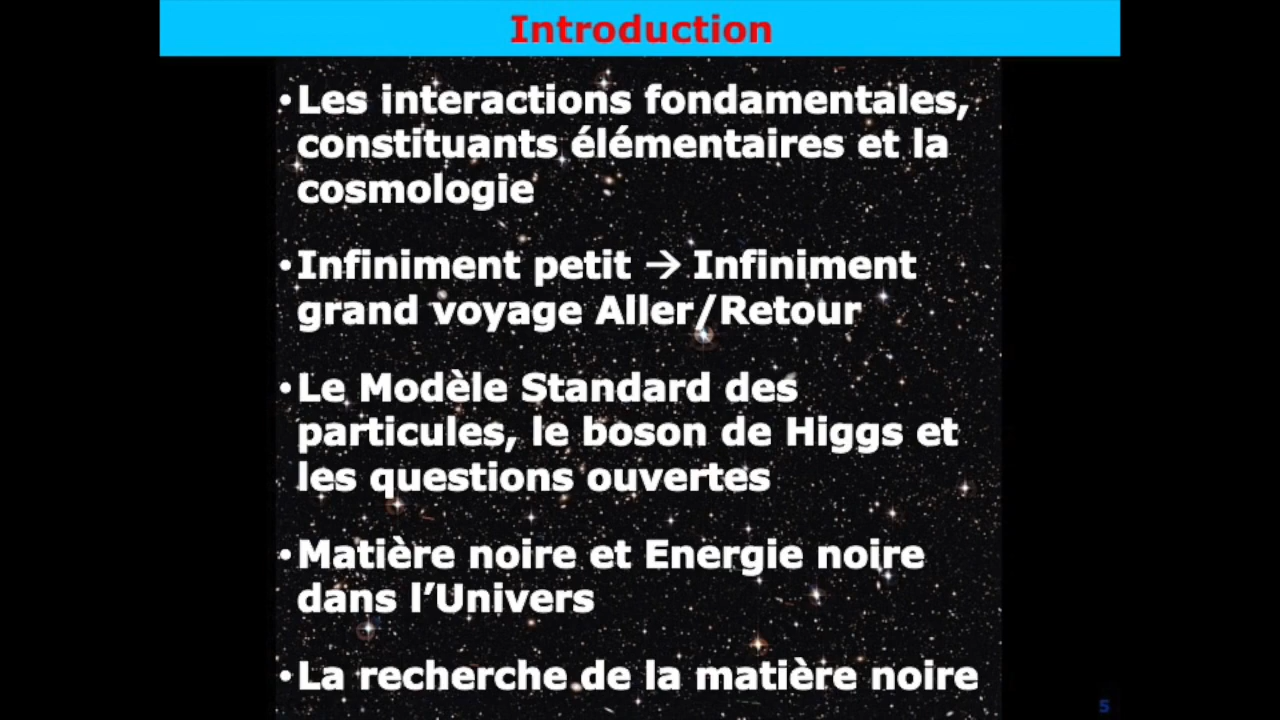 Introduction
•Les interactions fondamentales,
constituants élémentaires et la
cosmologie
•Infiniment petit → Infiniment
grand voyage Aller/Retour
•Le Modèle Standard des
particules, le boson de Higgs et
les questions ouvertes
•Matière noire et Energie noire
dans l’Univers
•La recherche de la matière noire
5